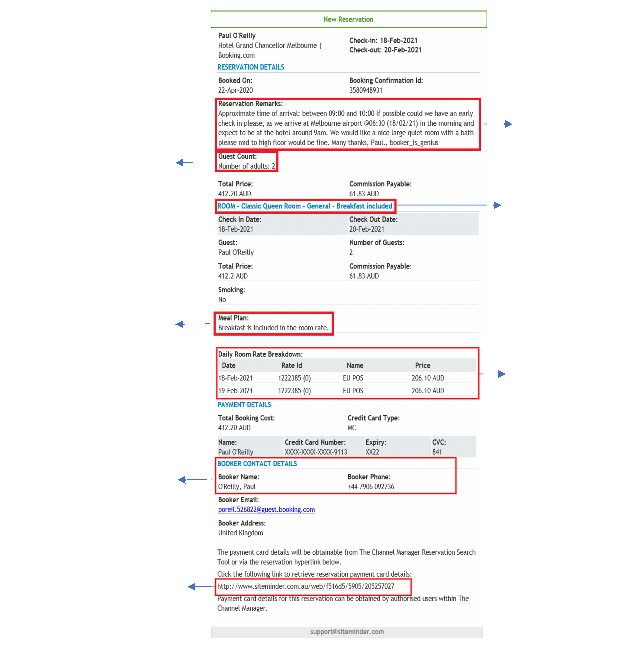 New Reservation
Paul O'Reilly
Hotel Grand Chancellor Melbourne |
Booking.com
Check-in: 18-Feb-2021
Check-out: 20-Feb-2021
RESERVATION DETAILS
Booked On: Booking Confirmation Id:
22-Apr-2020 3580948931
Reservation Remarks:
Approximate time of arrival: between 09:00 and 10:00 If possible could we have an early
check in please, as we arrive at Melbourne airport @06:30 (18/02/21) in the morning and
expect to be at the hotel around 9am. We would like a nice large quiet room with a bath
please mid to high floor would be fine. Many thanks, Paul., booker_is_genius
Guest Count:
Number of adults: 2
Total Price: Commission Payable:
412.20 AUD 61.83 AUD
ROOM - Classic Queen Room - General - Breakfast included
Check In Date: Check Out Date:
18-Feb-2021 20-Feb-2021
Guest: Number of Guests:
Paul O'Reilly 2
Total Price: Commission Payable:
412.2 AUD 61.83 AUD
Smoking:
No
Meal Plan:
Breakfast is included in the room rate.
Daily Room Rate Breakdown:
Date Rate Id Name Price
18-Feb-2021 1222385 (0) EU POS 206.10 AUD
19-Feb-2021 1222385 (0) EU POS 206.10 AUD
PAYMENT DETAILS
Total Booking Cost: Credit Card Type:
412.20 AUD MC
Name: Credit Card Number: Expiry: CVC:
Paul O'Reilly XXXX-XXXX-XXXX-9113 XX22 841
BOOKER CONTACT DETAILS
Booker Name: Booker Phone:
O'Reilly, Paul +44 7906 092736
Booker Email:
poreil.526822@guest.booking.com
Booker Address:
United Kingdom
The payment card details will be obtainable from The Channel Manager Reservation Search
Tool or via the reservation hyperlink below.
Click the following link to retrieve reservation payment card details:
http://www.siteminder.com.au/web/f516d5/5905/205257027
Payment card details for this reservation can be obtained by authorised users within The
Channel Manager.
support@siteminder.com